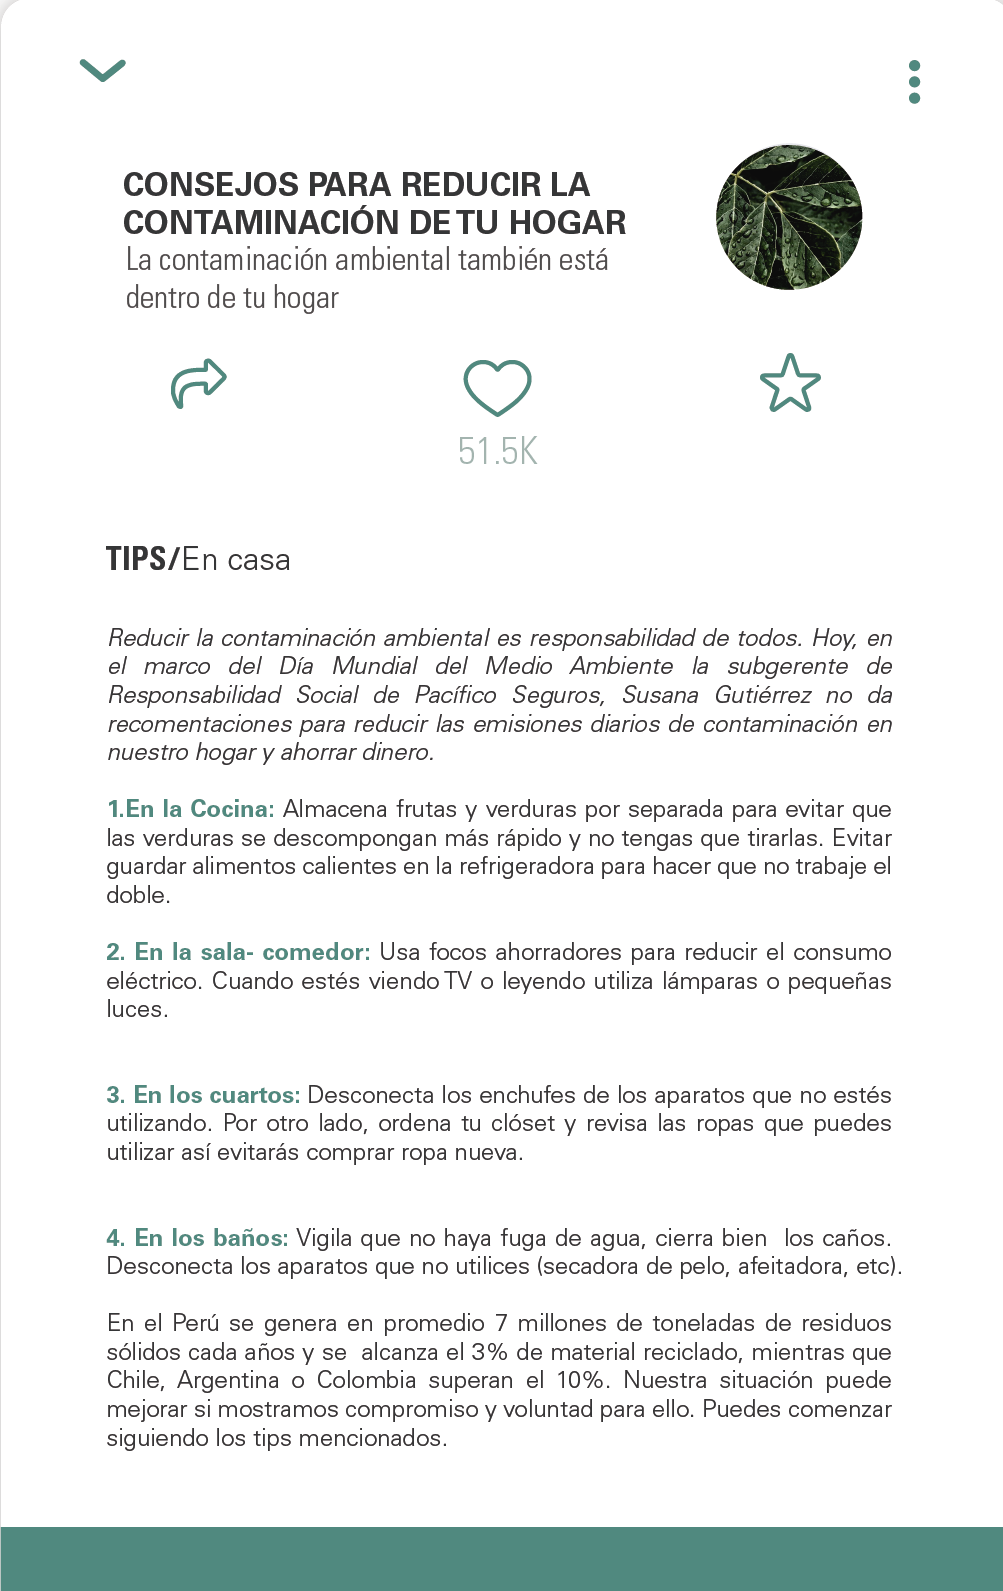 CONSEJOS PARA REDUCIR LA
CONTAMINACIÓN DE TU HOGAR
La contaminación ambiental también está
dentro de tu hogar
51.5K
TIPS/En casa
Reducir la contaminación ambiental es responsabilidad de todos. Hoy, en
el marco del Día Mundial del Medio Ambiente la subgerente de
Responsabilidad Social de Pacífico Seguros, Susana Gutiérrez no da
recomentaciones para reducir las emisiones diarios de contaminación en
nuestro hogar y ahorrar dinero.
1.En la Cocina: Almacena frutas y verduras por separada para evitar que
las verduras se descompongan más rápido y no tengas que tirarlas. Evitar
guardar alimentos calientes en la refrigeradora para hacer que no trabaje el
doble.
2. En la sala- comedor: Usa focos ahorradores para reducir el consumo
eléctrico. Cuando estés viendo TV o leyendo utiliza lámparas o pequeñas
luces.
3. En los cuartos: Desconecta los enchufes de los aparatos que no estés
utilizando. Por otro lado, ordena tu clóset y revisa las ropas que puedes
utilizar así evitarás comprar ropa nueva.
4. En los baños: Vigila que no haya fuga de agua, cierra bien  los caños.
Desconecta los aparatos que no utilices (secadora de pelo, afeitadora, etc).
En el Perú se genera en promedio 7 millones de toneladas de residuos
sólidos cada años y se  alcanza el 3% de material reciclado, mientras que
Chile, Argentina o Colombia superan el 10%. Nuestra situación puede
mejorar si mostramos compromiso y voluntad para ello. Puedes comenzar
siguiendo los tips mencionados.